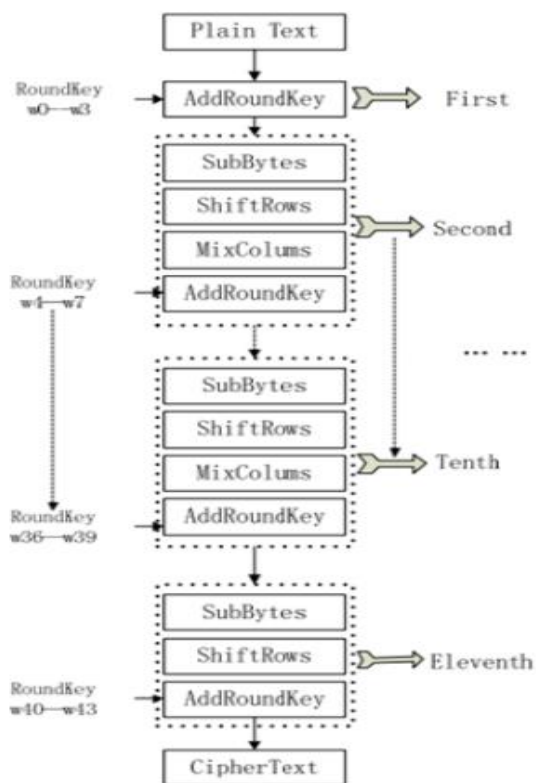 Plain Text
RoundKey
w0—w3
AddRoundKey
First
SubBytes
ShiftRows
Second
MixColums
RoundKey
w4—w7
AddRoundKey
... ...
SubBytes
ShiftRows
MixColums
Tenth
RoundKey
w36—w39
AddRoundKey
SubBytes
ShiftRows
Eleventh
RoundKey
w40—w43
AddRoundKey
CipherText